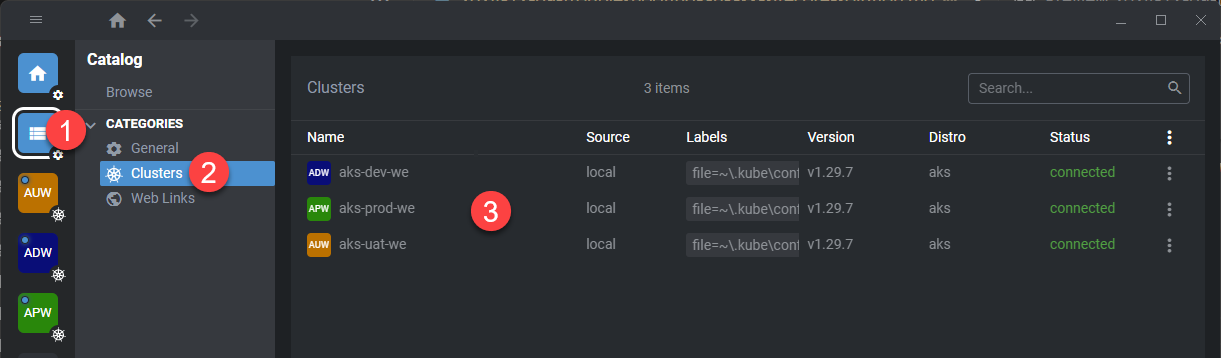 Catalog
Browse
CATEGORIES
General
Clusters
Web Links
1
2
AUW
ADW
APW
Clusters 3 items Search...
Name Source Labels Version Distro Status
ADW aks-dev-we local file=~\.kube\conf v1.29.7 aks connected
APW aks-prod-we local file=~\.kube\conf v1.29.7 aks connected
3
AUW aks-uat-we local file=~\.kube\conf v1.29.7 aks connected